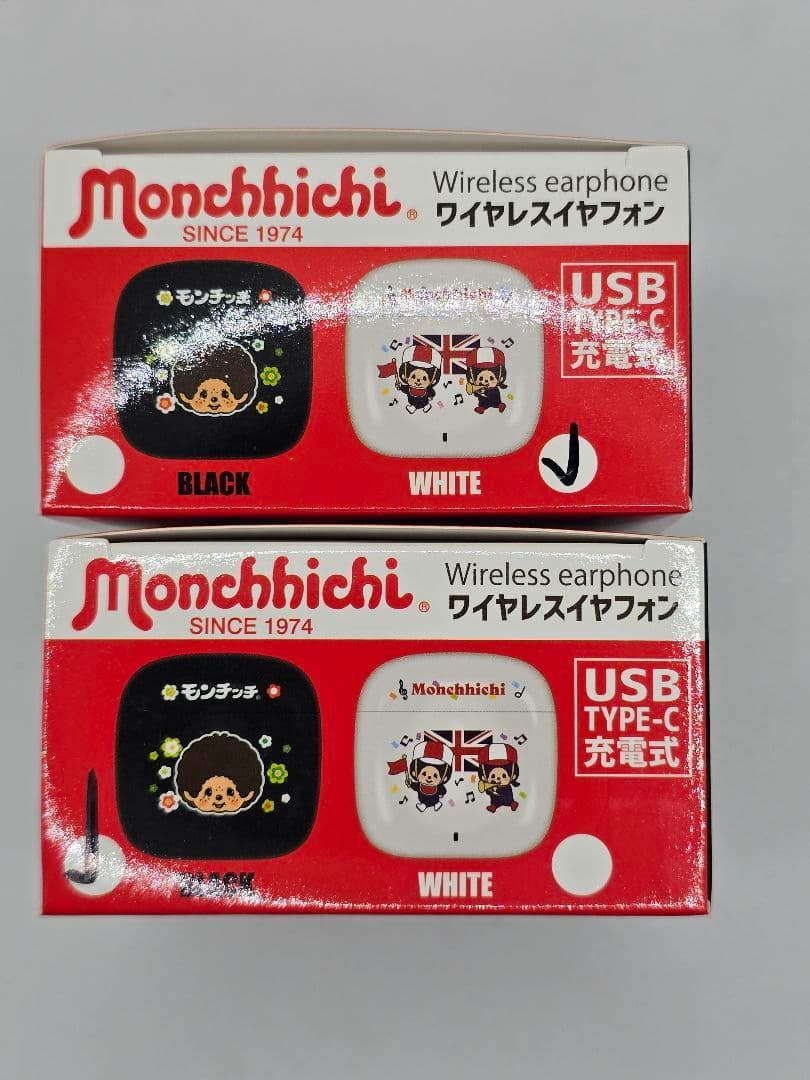 Monchhichi®
SINCE 1974
Wireless earphone
ワイヤレスイヤフォン
モンチッチ
Monchhichi
USB
TYPE-C
充電式
BLACK
WHITE
Monchhichi®
SINCE 1974
Wireless earphone
ワイヤレスイヤフォン
モンチッチ®
Monchhichi
USB
TYPE-C
充電式
BLACK
WHITE